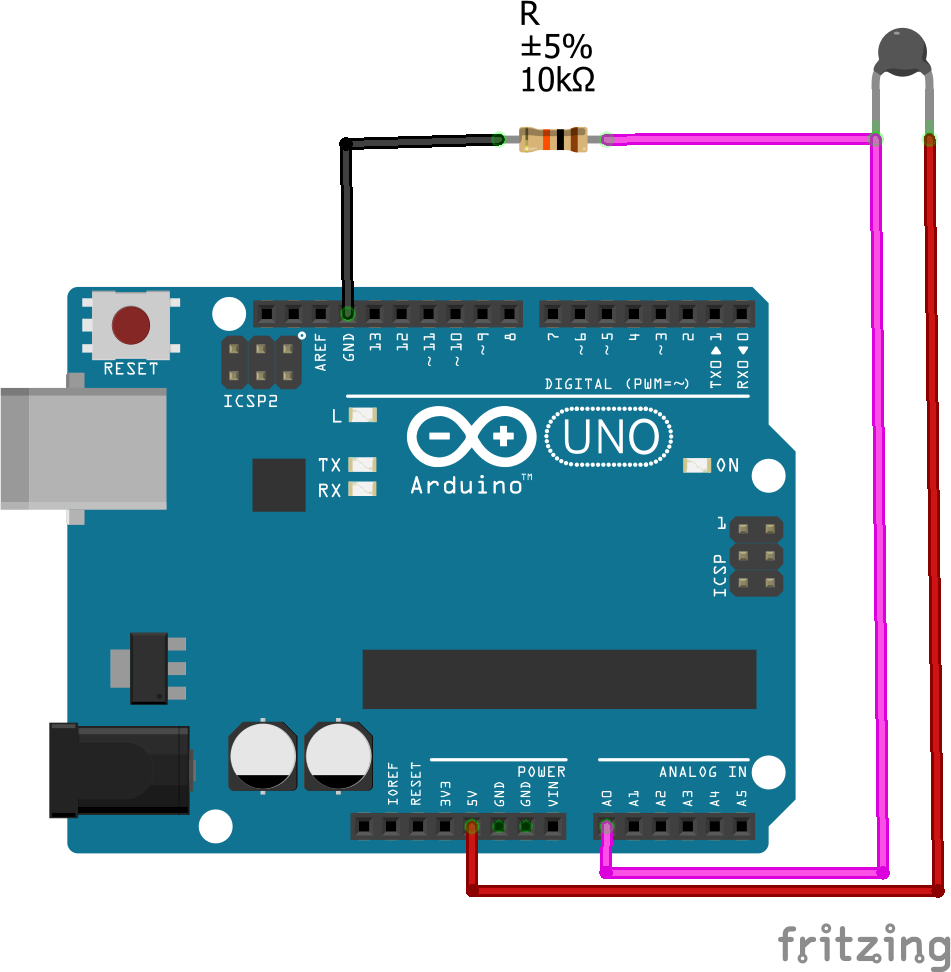 R
±5%
10kΩ
RESET
ICSP2
AREF
GND
13
12
~11
~10
~9
8
7
~6
~5
4
~3
2
TX0▶1
RX0◀0
DIGITAL (PWM=~)
L
TX
RX
UNO
Arduino™
ON
1
ICSP
IOREF
RESET
3V3
5V
GND
GND
VIN
POWER
A0
A1
A2
A3
A4
A5
ANALOG IN
fritzing